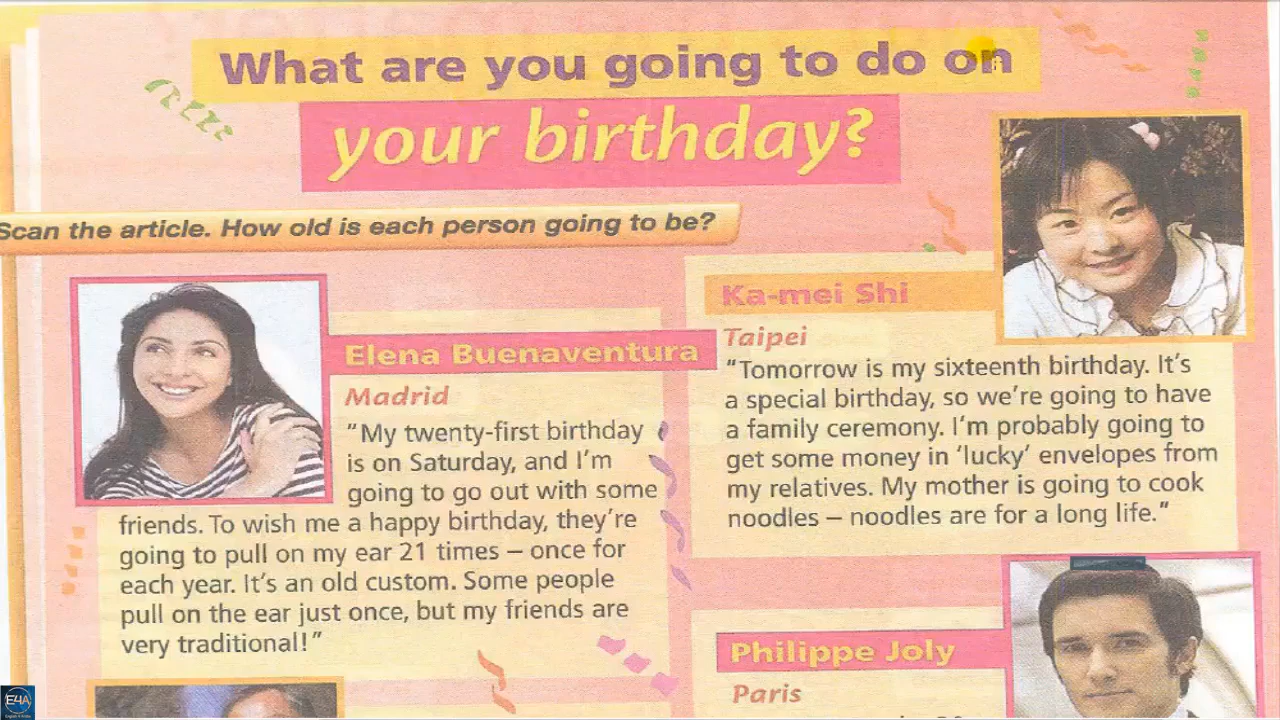 What are you going to do on
your birthday?
Scan the article. How old is each person going to be?
Elena Buenaventura
Madrid
"My twenty-first birthday
is on Saturday, and I'm
going to go out with some
friends. To wish me a happy birthday, they're
going to pull on my ear 21 times – once for
each year. It's an old custom. Some people
pull on the ear just once, but my friends are
very traditional!"
Ka-mei Shi
Taipei
"Tomorrow is my sixteenth birthday. It's
a special birthday, so we're going to have
a family ceremony. I'm probably going to
get some money in 'lucky' envelopes from
my relatives. My mother is going to cook
noodles – noodles are for a long life."
Philippe Joly
Paris
E4A